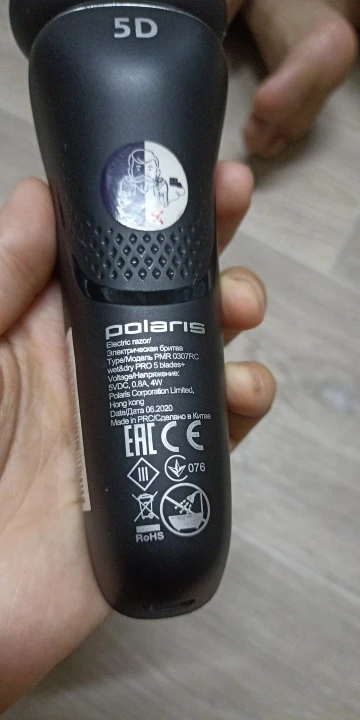 5D
polaris
Electric razor/
Электрическая бритва
Type/Модель PMR 0307RC
wet&dry PRO 5 blades+
Voltage/Напряжение:
5VDC, 0.8A, 4W
Polaris Corporation Limited,
Hong kong
Date/Дата 06.2020
Made in PRC/Сделано в Китае
EAC CE
III 076
RoHS